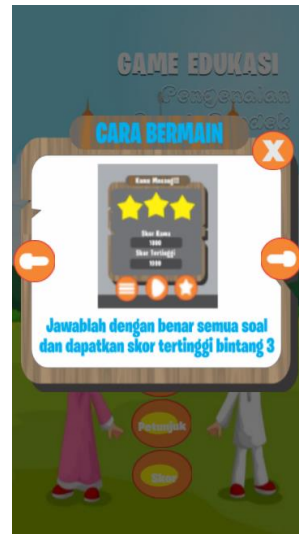 GAME EDUKASI
Pengenalan
CARA BERMAIN
X
Kamu Menang!!!
Skor Kamu
1000
Skor Tertinggi
1000
Jawablah dengan benar semua soal
dan dapatkan skor tertinggi bintang 3
Petunjuk
Skor